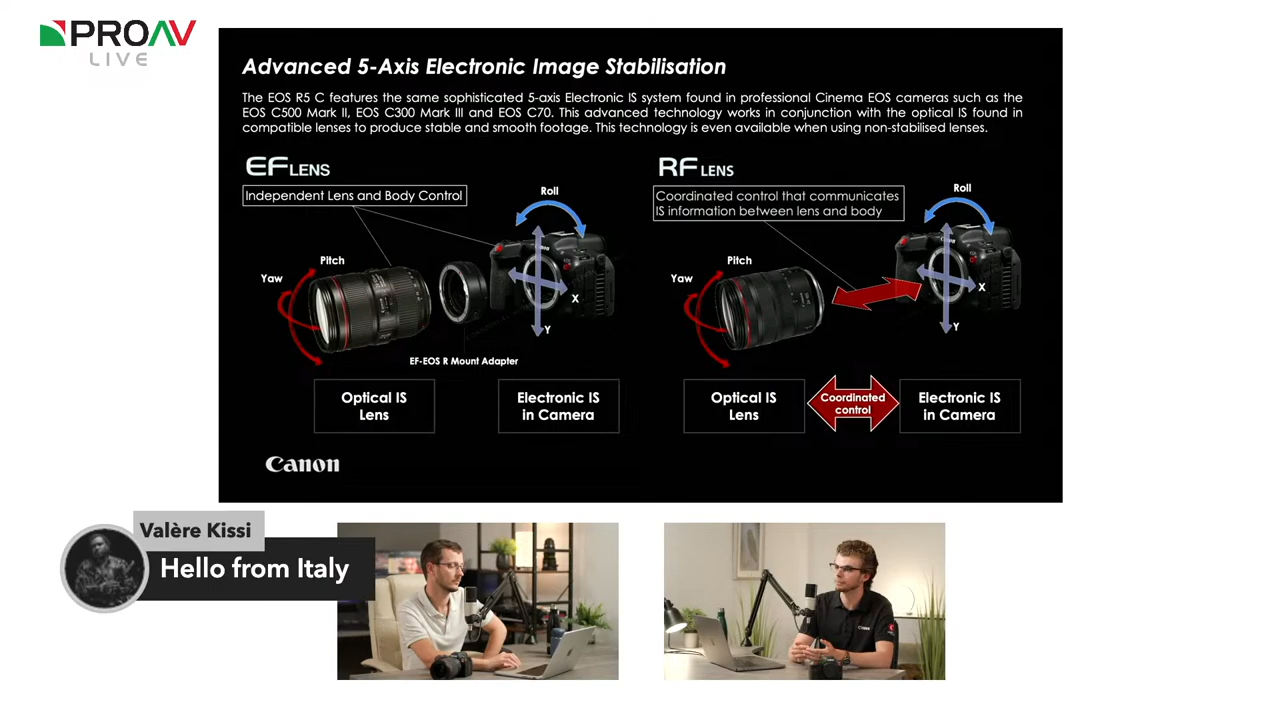 PROAV
LIVE
Advanced 5-Axis Electronic Image Stabilisation
The EOS R5 C features the same sophisticated 5-axis Electronic IS system found in professional Cinema EOS cameras such as the
EOS C500 Mark II, EOS C300 Mark III and EOS C70. This advanced technology works in conjunction with the optical IS found in
compatible lenses to produce stable and smooth footage. This technology is even available when using non-stabilised lenses.
EF LENS
Independent Lens and Body Control
Roll
Pitch
Yaw
X
Y
EF-EOS R Mount Adapter
Optical IS
Lens
Electronic IS
in Camera
RF LENS
Coordinated control that communicates
IS information between lens and body
Roll
Pitch
Yaw
X
Y
Optical IS
Lens
Coordinated
control
Electronic IS
in Camera
Canon
Valère Kissi
Hello from Italy